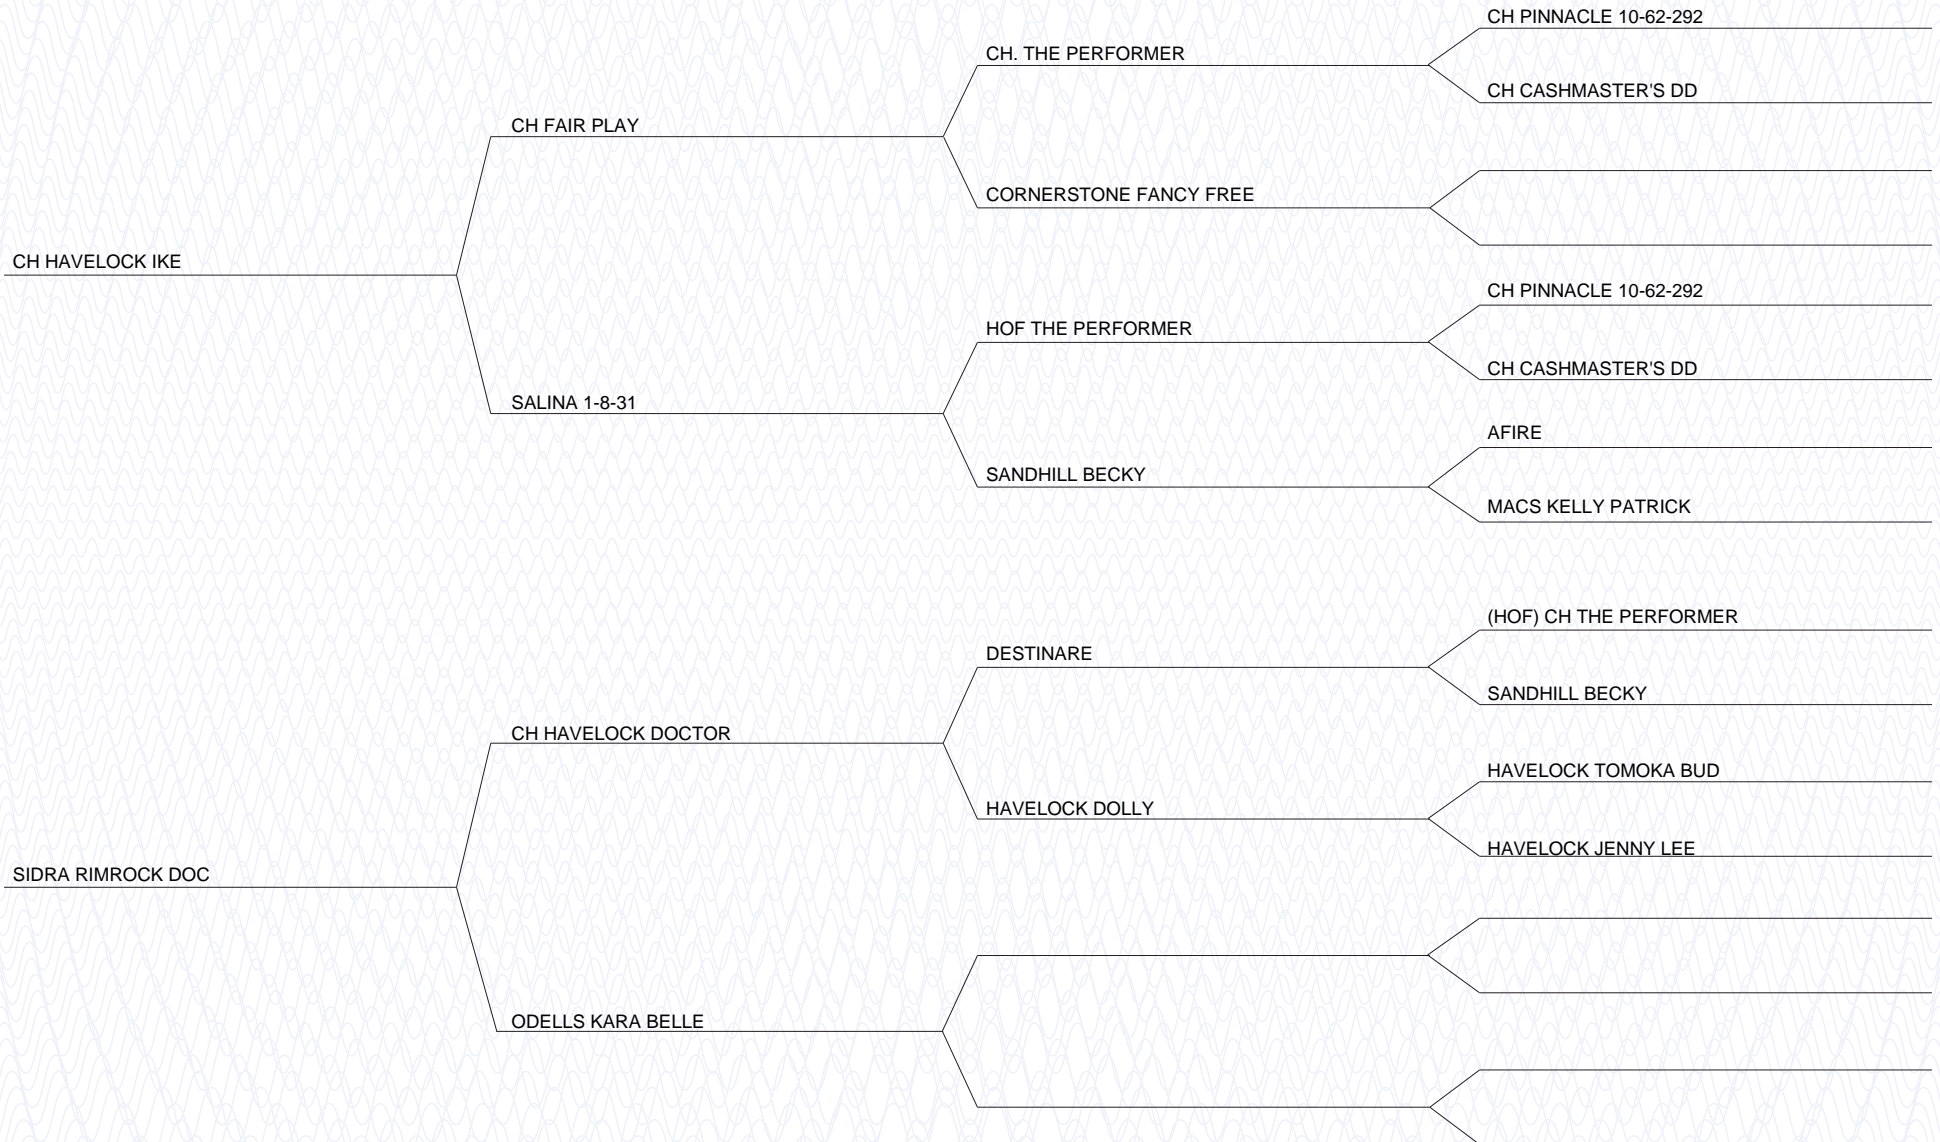 CH PINNACLE 10-62-292
CH. THE PERFORMER
CH CASHMASTER'S DD
CH FAIR PLAY
CORNERSTONE FANCY FREE
CH HAVELOCK IKE
CH PINNACLE 10-62-292
HOF THE PERFORMER
CH CASHMASTER'S DD
SALINA 1-8-31
AFIRE
SANDHILL BECKY
MACS KELLY PATRICK
(HOF) CH THE PERFORMER
DESTINARE
SANDHILL BECKY
CH HAVELOCK DOCTOR
HAVELOCK TOMOKA BUD
HAVELOCK DOLLY
HAVELOCK JENNY LEE
SIDRA RIMROCK DOC
ODELLS KARA BELLE